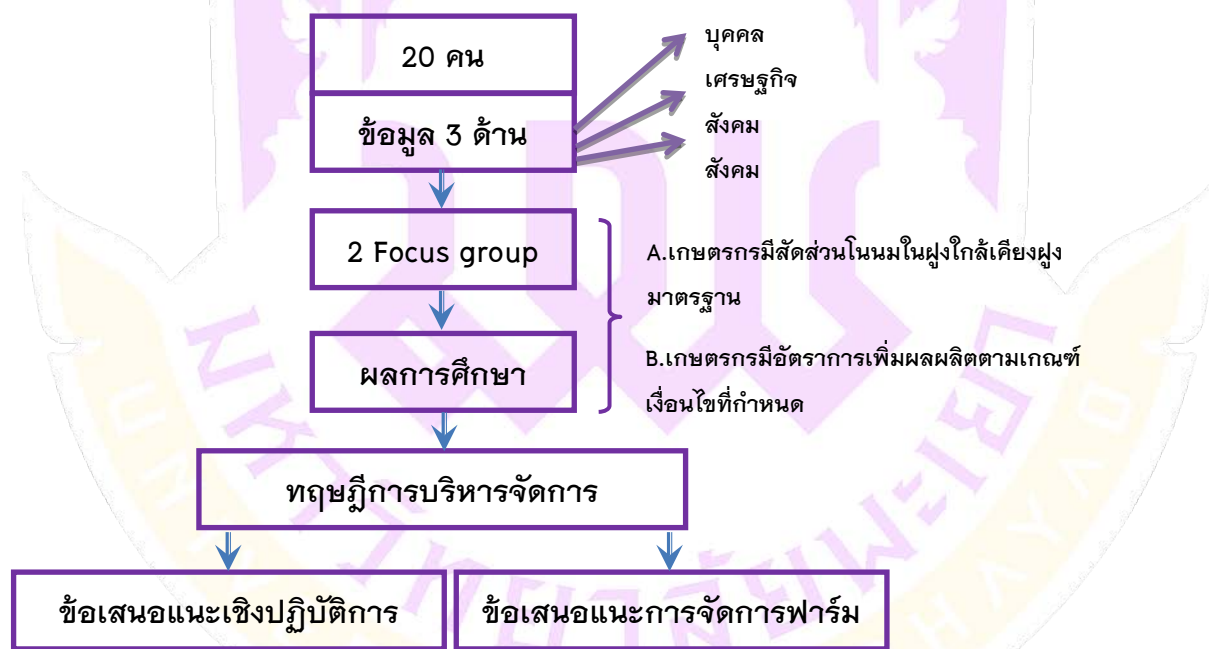 20 คน
ข้อมูล 3 ด้าน
บุคคล
เศรษฐกิจ
สังคม
สังคม
2 Focus group
ผลการศึกษา
A.เกษตรกรมีสัดส่วนโนนมในฝูงใกล้เคียงฝูง
มาตรฐาน
B.เกษตรกรมีอัตราการเพิ่มผลผลิตตามเกณฑ์
เงื่อนไขที่กำหนด
ทฤษฎีการบริหารจัดการ
ข้อเสนอแนะเชิงปฏิบัติการ
ข้อเสนอแนะการจัดการฟาร์ม